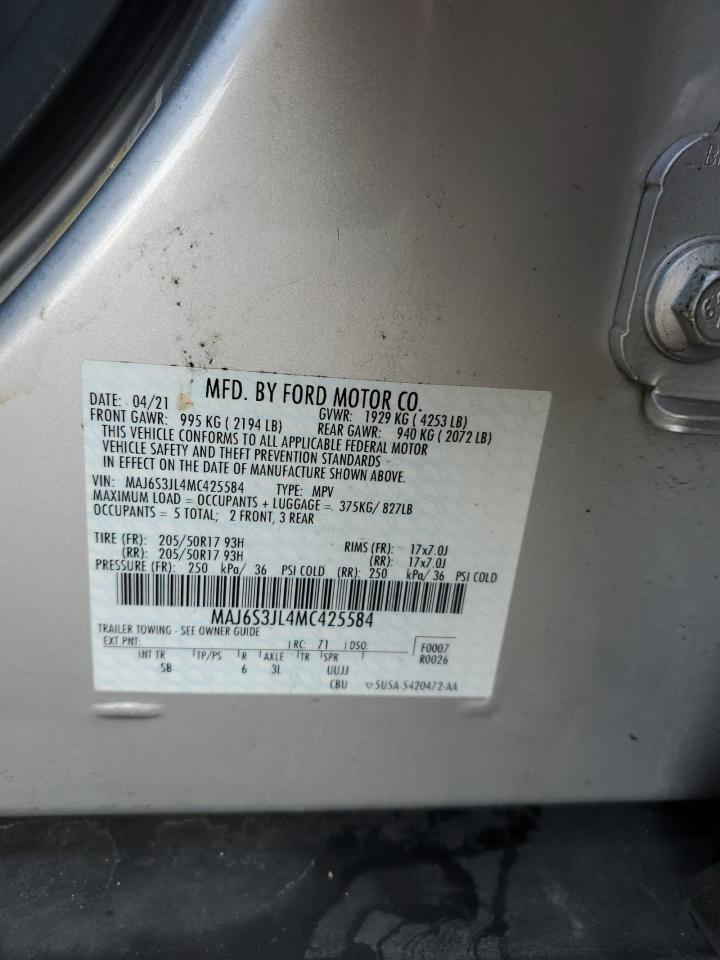 MFD. BY FORD MOTOR CO.
DATE: 04/21 GVWR: 1929 KG ( 4253 LB)
FRONT GAWR: 995 KG ( 2194 LB) REAR GAWR: 940 KG ( 2072 LB)
THIS VEHICLE CONFORMS TO ALL APPLICABLE FEDERAL MOTOR
VEHICLE SAFETY AND THEFT PREVENTION STANDARDS
IN EFFECT ON THE DATE OF MANUFACTURE SHOWN ABOVE.
VIN: MAJ6S3JL4MC425584 TYPE: MPV
MAXIMUM LOAD = OCCUPANTS + LUGGAGE = 375KG/ 827LB
OCCUPANTS = 5 TOTAL; 2 FRONT, 3 REAR
TIRE (FR): 205/50R17 93H RIMS (FR): 17x7.0J
(RR): 205/50R17 93H (RR): 17x7.0J
PRESSURE (FR): 250 kPa/ 36 PSI COLD (RR): 250 kPa/ 36 PSI COLD
MAJ6S3JL4MC425584
TRAILER TOWING - SEE OWNER GUIDE
EXT PNT: RC: 71 DSO: F0007
INT TR TP/PS R AXLE TR SPR R0026
SB 6 3L UUJJ
CBU SU5A-5420472-AA